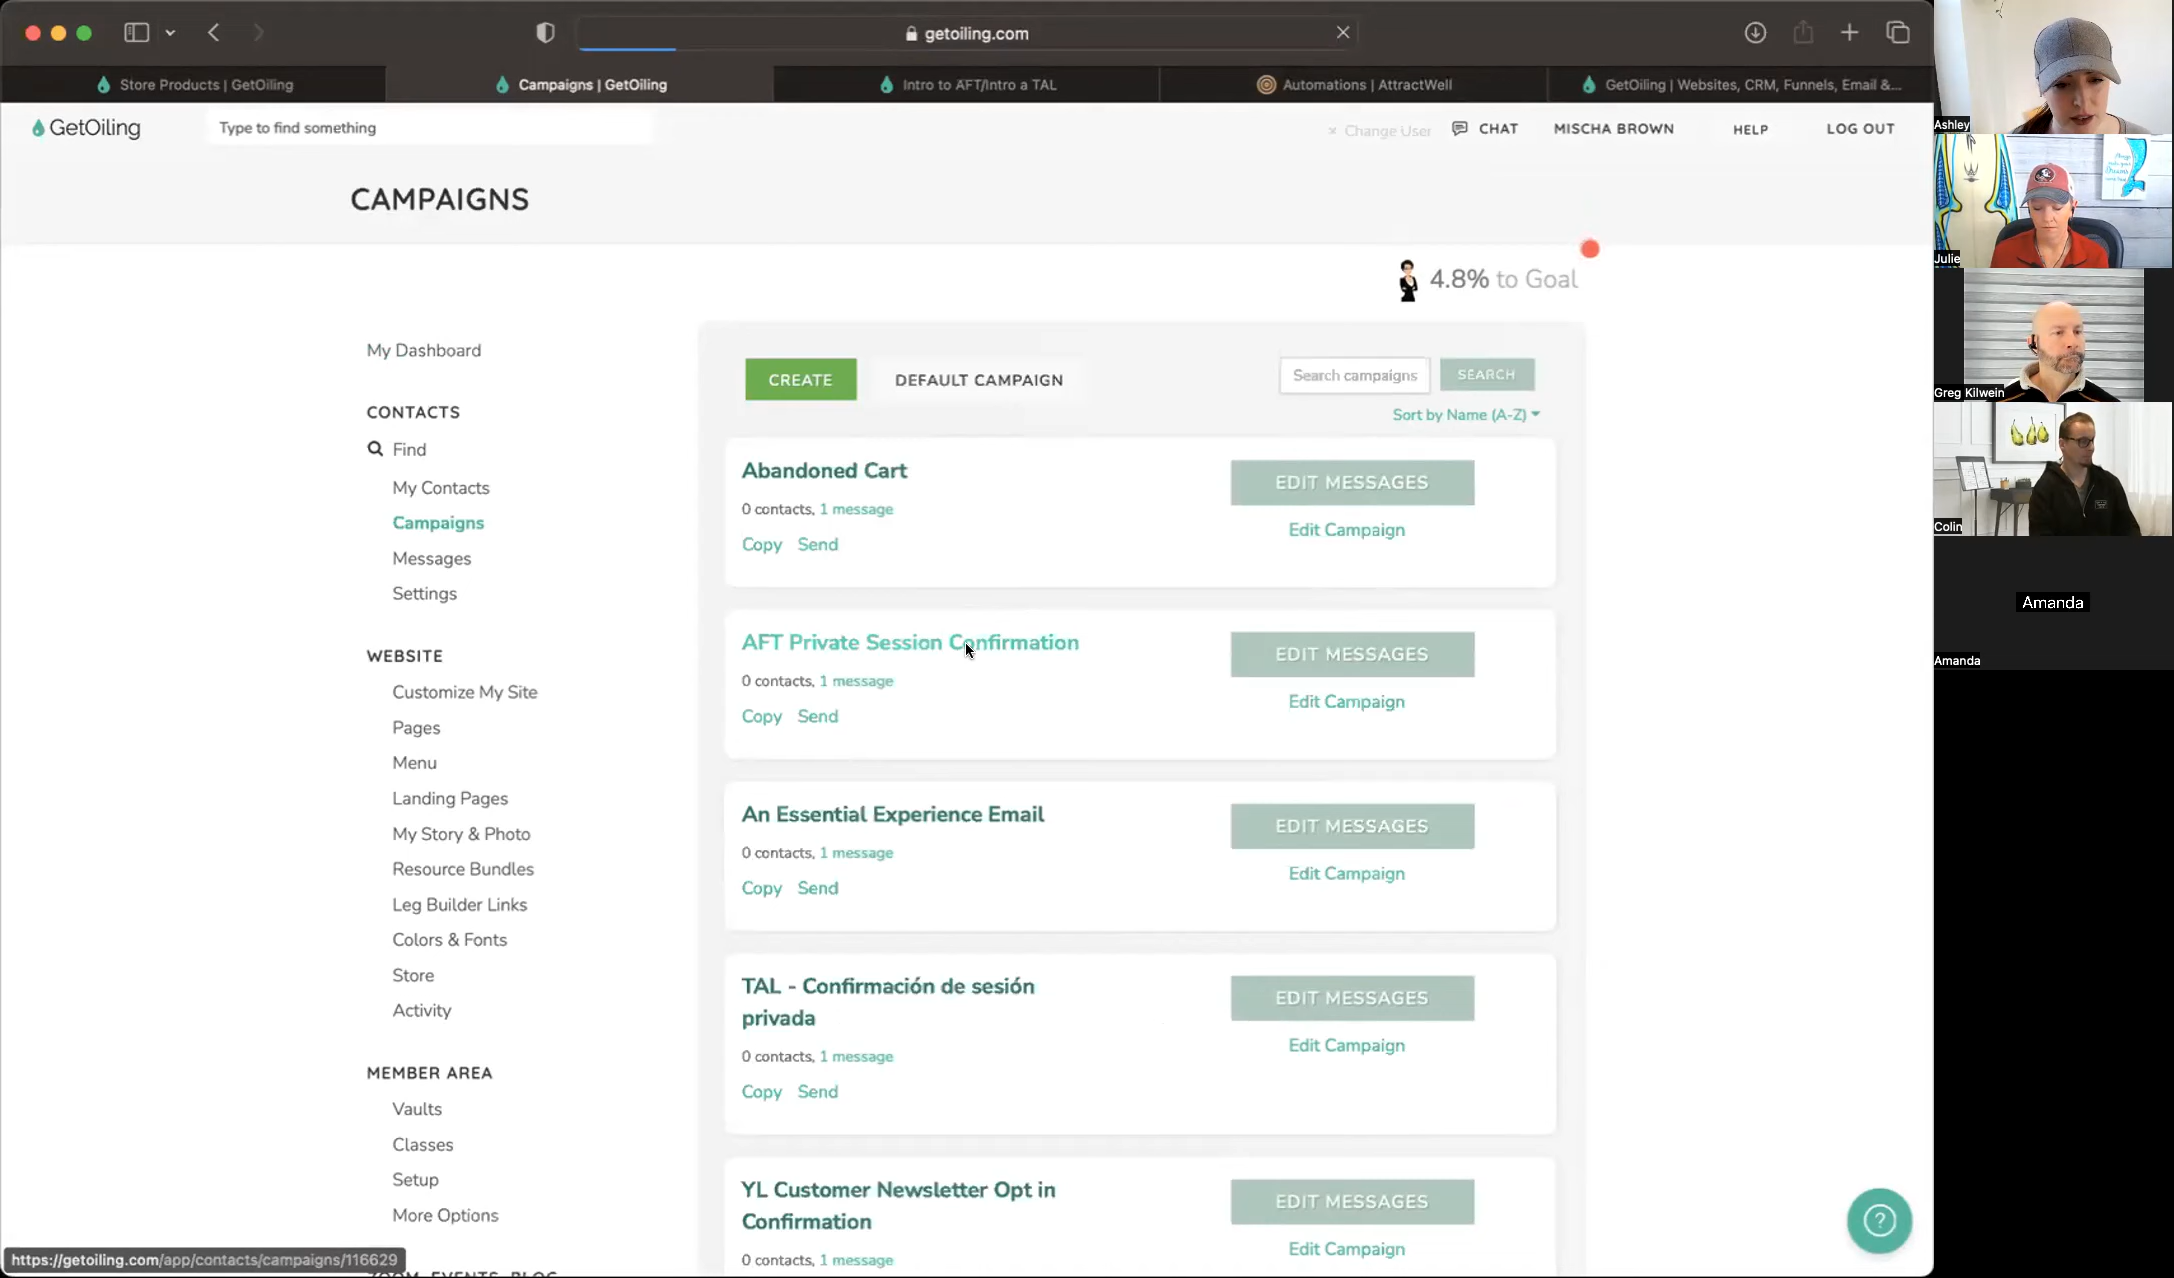 getoiling.com
Store Products | GetOiling
Campaigns | GetOiling
Intro to AFT/Intro a TAL
Automations | AttractWell
GetOiling | Websites, CRM, Funnels, Email &...
GetOiling
Type to find something
× Change User
CHAT
MISCHA BROWN
HELP
LOG OUT
CAMPAIGNS
4.8% to Goal
My Dashboard
CONTACTS
Find
My Contacts
Campaigns
Messages
Settings
WEBSITE
Customize My Site
Pages
Menu
Landing Pages
My Story & Photo
Resource Bundles
Leg Builder Links
Colors & Fonts
Store
Activity
MEMBER AREA
Vaults
Classes
Setup
More Options
ZOOM, EVENTS, BLOG
CREATE
DEFAULT CAMPAIGN
Search campaigns
SEARCH
Sort by Name (A-Z)
Abandoned Cart
0 contacts, 1 message
Copy Send
EDIT MESSAGES
Edit Campaign
AFT Private Session Confirmation
0 contacts, 1 message
Copy Send
EDIT MESSAGES
Edit Campaign
An Essential Experience Email
0 contacts, 1 message
Copy Send
EDIT MESSAGES
Edit Campaign
TAL - Confirmación de sesión
privada
0 contacts, 1 message
Copy Send
EDIT MESSAGES
Edit Campaign
YL Customer Newsletter Opt in
Confirmation
0 contacts, 1 message
EDIT MESSAGES
Edit Campaign
?
https://getoiling.com/app/contacts/campaigns/116629
Ashley
Julie
Greg Kilwein
Colin
Amanda
Amanda